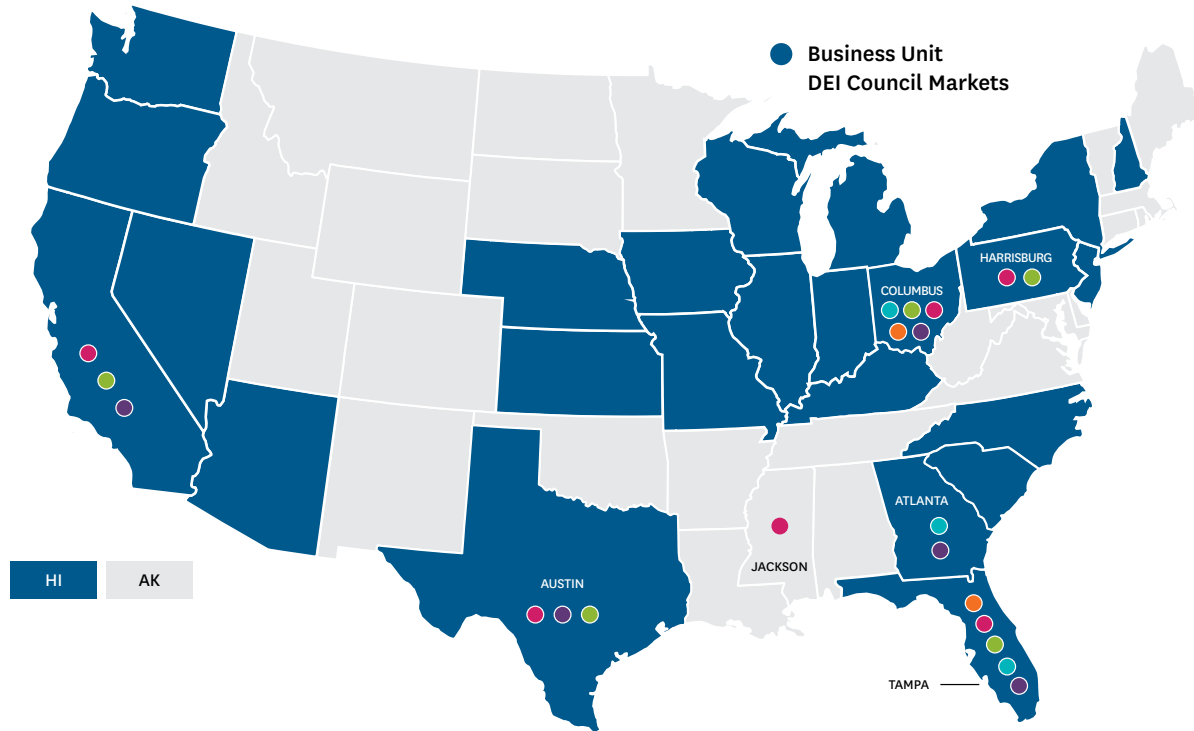 Business Unit
DEI Council Markets
HARRISBURG
COLUMBUS
ATLANTA
JACKSON
HI
AK
AUSTIN
TAMPA